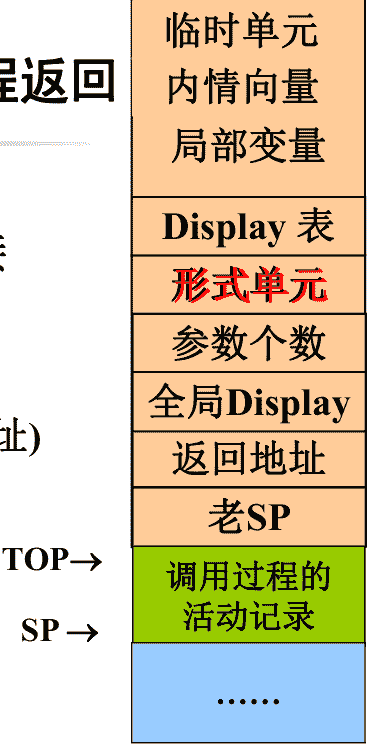 程返回
址)
TOP→
SP→
临时单元
内情向量
局部变量
Display 表
形式单元
参数个数
全局Display
返回地址
老SP
调用过程的
活动记录
......